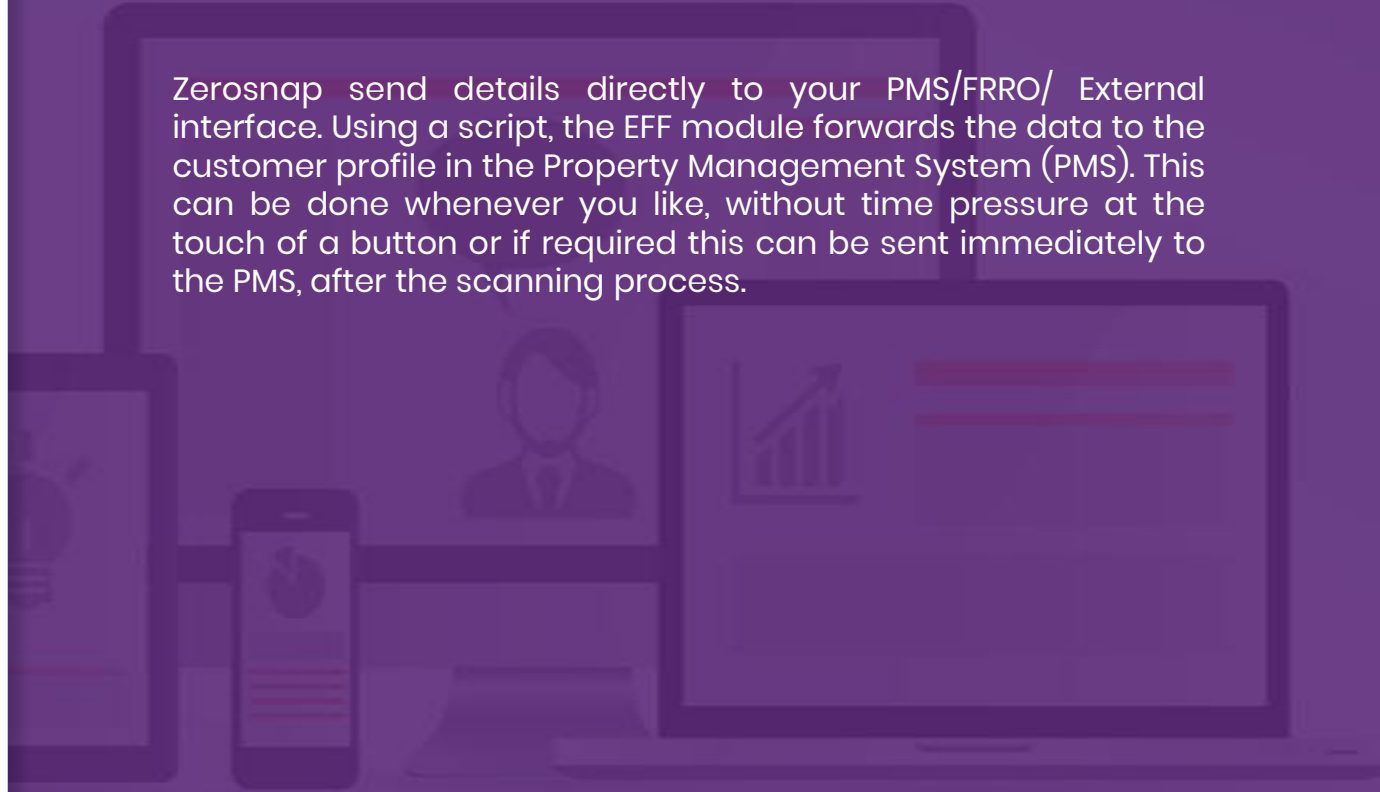 Zerosnap send details directly to your PMS/FRRO/ External
interface. Using a script, the EFF module forwards the data to the
customer profile in the Property Management System (PMS). This
can be done whenever you like, without time pressure at the
touch of a button or if required this can be sent immediately to
the PMS, after the scanning process.